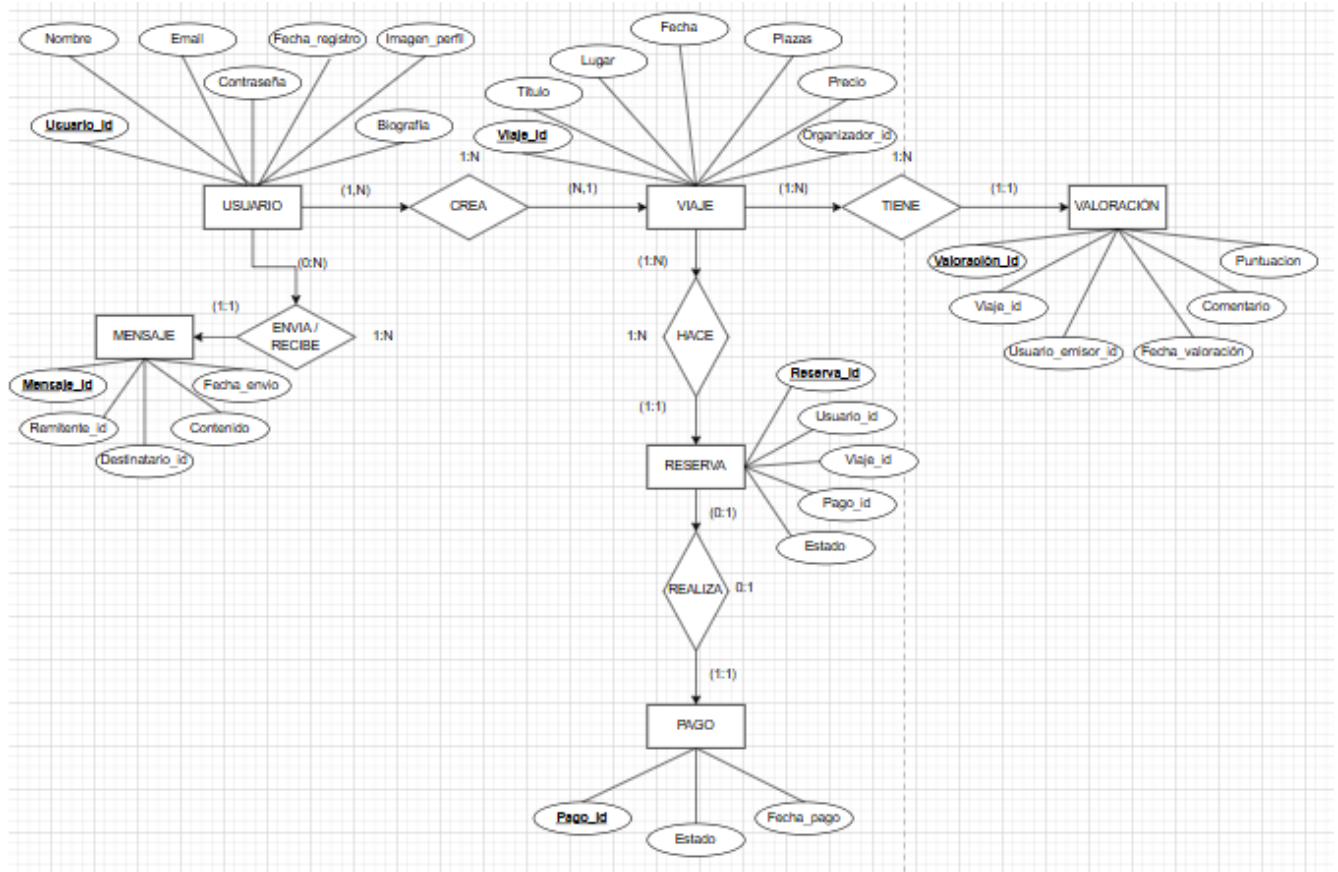 Nombre
Email
Fecha_registro
Imagen_perfil
Contraseña
Usuario_id
Biografía
Fecha
Plazas
Lugar
Título
Precio
Viaje_id
Organizador_id
1:N
1:N
USUARIO
(1,N)
CREA
(N,1)
VIAJE
(1:N)
TIENE
(1:1)
VALORACIÓN
(0:N)
(1:N)
Valoración_id
Puntuacion
Viaje_id
Comentario
Usuario_emisor_id
Fecha_valoración
(1:1)
MENSAJE
ENVIA /
RECIBE
1:N
1:N
HACE
Mensaje_id
Fecha_envio
Remitente_id
Contenido
Destinatario_id
Reserva_id
(1:1)
Usuario_id
RESERVA
Viaje_id
Pago_id
(0:1)
Estado
REALIZA
0:1
(1:1)
PAGO
Pago_id
Fecha_pago
Estado